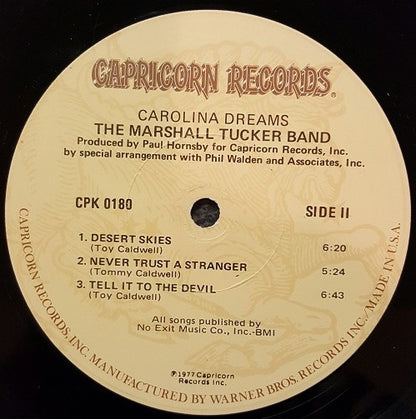 CAPRICORN RECORDS®
CAROLINA DREAMS
THE MARSHALL TUCKER BAND
Produced by Paul Hornsby for Capricorn Records, Inc.
by special arrangement with Phil Walden and Associates, Inc.
CPK 0180
SIDE II
1. DESERT SKIES 6:20
(Toy Caldwell)
2. NEVER TRUST A STRANGER 5:24
(Tommy Caldwell)
3. TELL IT TO THE DEVIL 6:43
(Toy Caldwell)
All songs published by
No Exit Music Co., Inc.-BMI
℗1977 Capricorn
Records Inc.
CAPRICORN RECORDS, INC. MANUFACTURED BY WARNER BROS. RECORDS INC./MADE IN U.S.A.